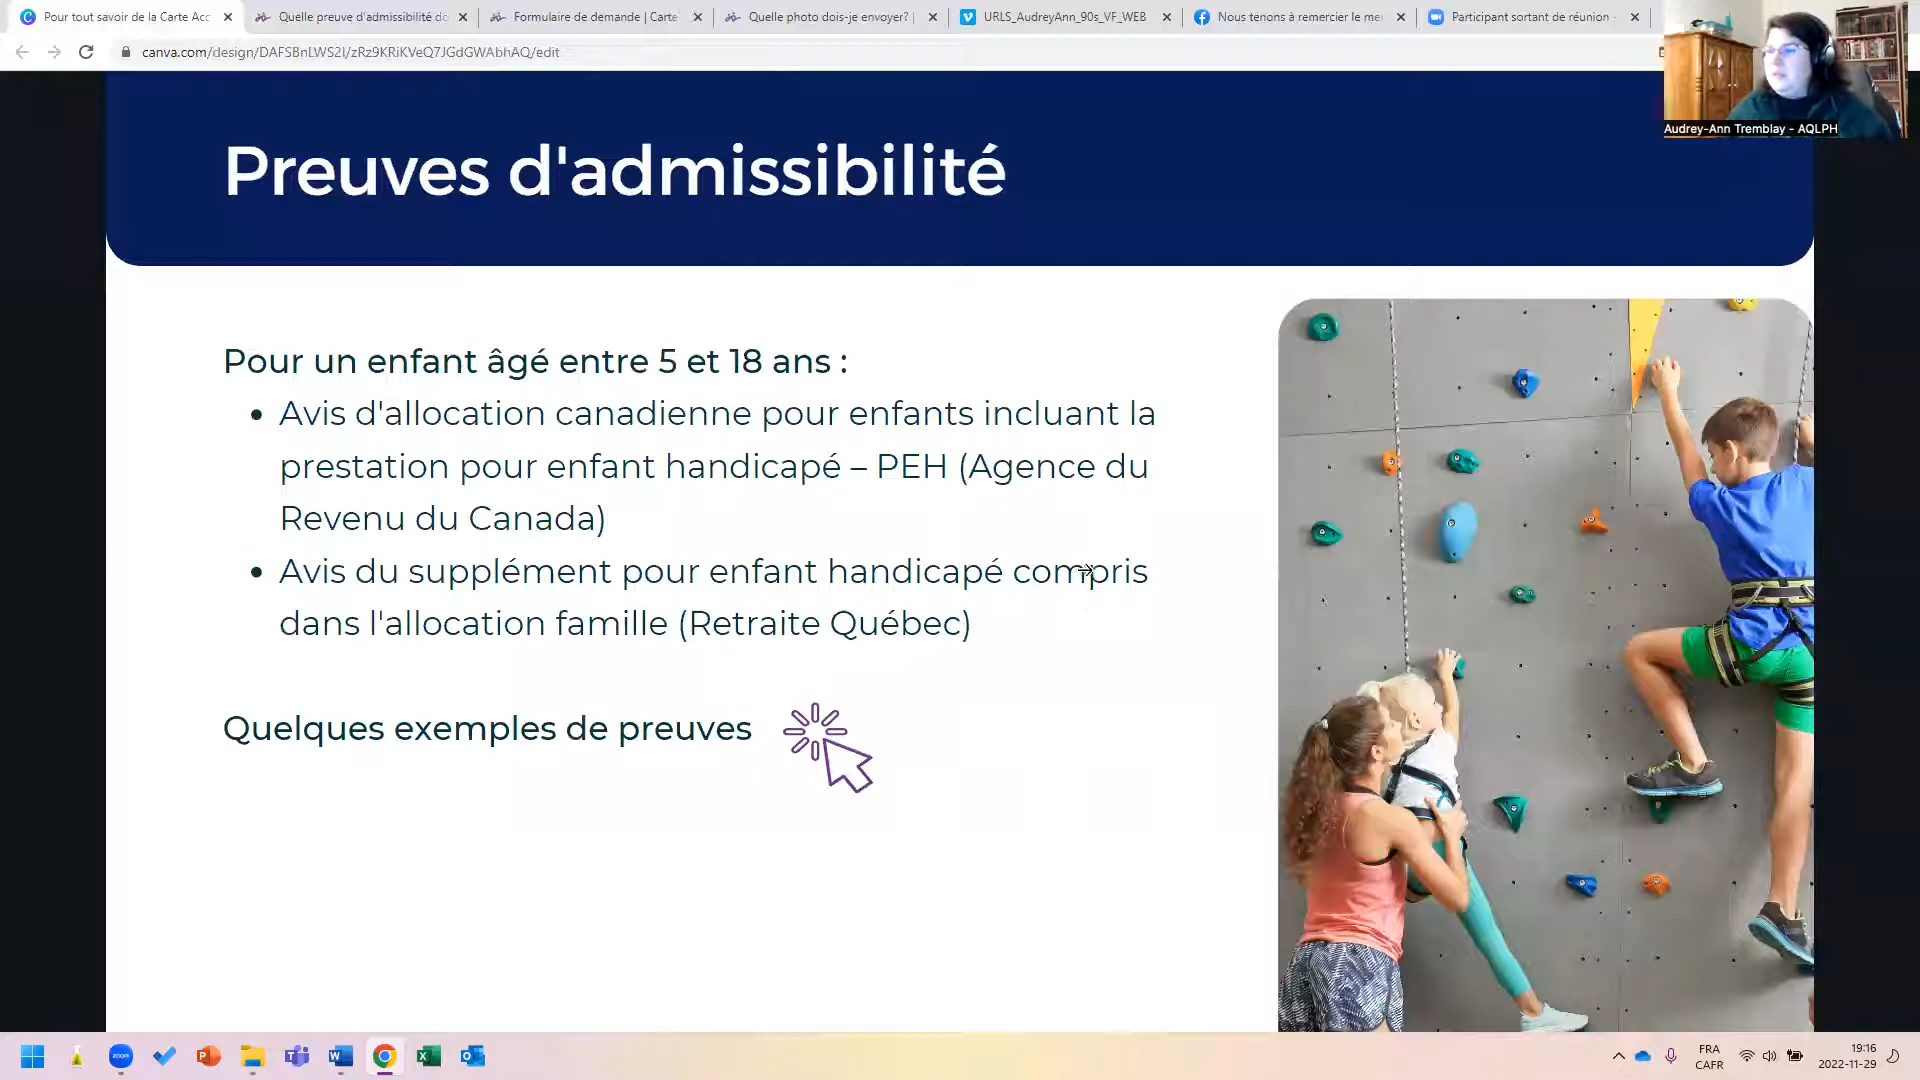 Pour tout savoir de la Carte Acc
Quelle preuve d'admissibilité do
Formulaire de demande | Carte
Quelle photo dois-je envoyer? |
URLS_AudreyAnn_90s_VF_WEB
Nous tenons à remercier le me
Participant sortant de réunion -
canva.com/design/DAFSBnLWS2I/zRz9KRiKVeQ7JGdGWAbhAQ/edit
Audrey-Ann Tremblay - AQLPH
Preuves d'admissibilité
Pour un enfant âgé entre 5 et 18 ans :
• Avis d'allocation canadienne pour enfants incluant la
prestation pour enfant handicapé – PEH (Agence du
Revenu du Canada)
• Avis du supplément pour enfant handicapé compris
dans l'allocation famille (Retraite Québec)
Quelques exemples de preuves
zoom
FRA
CAFR
19:16
2022-11-29